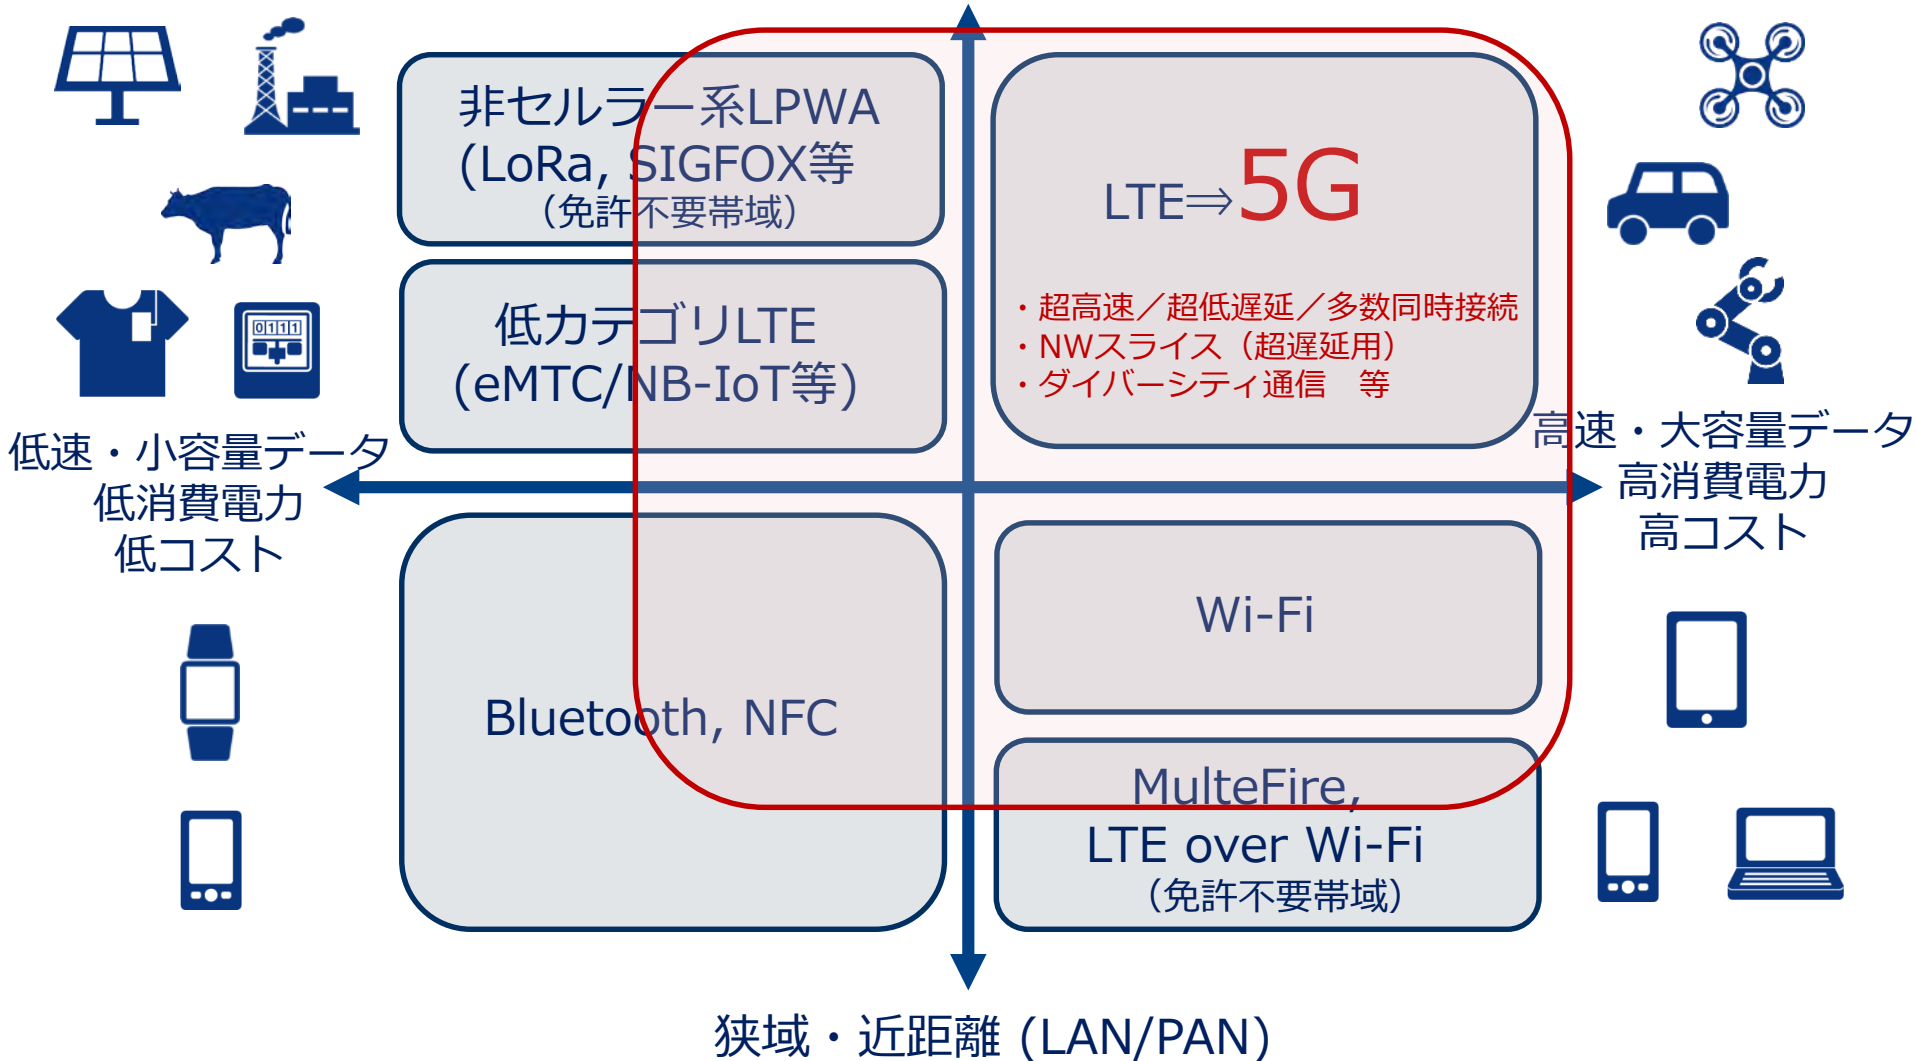 非セルラー系LPWA
(LoRa, SIGFOX等
（免許不要帯域）
LTE⇒5G
・超高速／超低遅延／多数同時接続
・NWスライス（超遅延用）
・ダイバーシティ通信　等
低カテゴリLTE
(eMTC/NB-IoT等)
0111
低速・小容量データ
低消費電力
低コスト
高速・大容量データ
高消費電力
高コスト
Bluetooth, NFC
Wi-Fi
MulteFire,
LTE over Wi-Fi
（免許不要帯域）
狭域・近距離 (LAN/PAN)